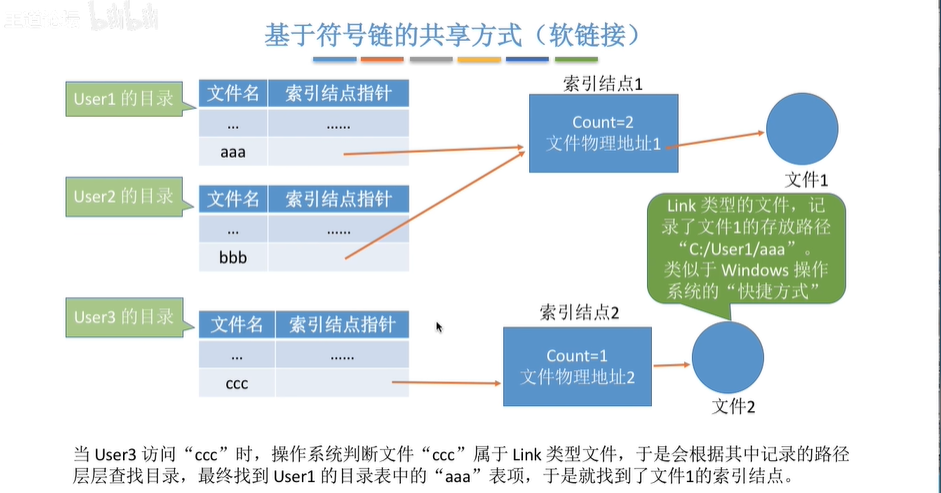 基于符号链的共享方式（软链接）
User1 的目录
文件名 索引结点指针
... ......
aaa
索引结点1
Count=2
文件物理地址1
文件1
User2 的目录
文件名 索引结点指针
... ......
bbb
Link 类型的文件，记
录了文件1的存放路径
“C:/User1/aaa”。
类似于 Windows 操作
系统的“快捷方式”
User3 的目录
文件名 索引结点指针
... ......
ccc
索引结点2
Count=1
文件物理地址2
文件2
当 User3 访问“ccc”时，操作系统判断文件“ccc”属于 Link 类型文件，于是会根据其中记录的路径
层层查找目录，最终找到 User1 的目录表中的“aaa”表项，于是就找到了文件1的索引结点。